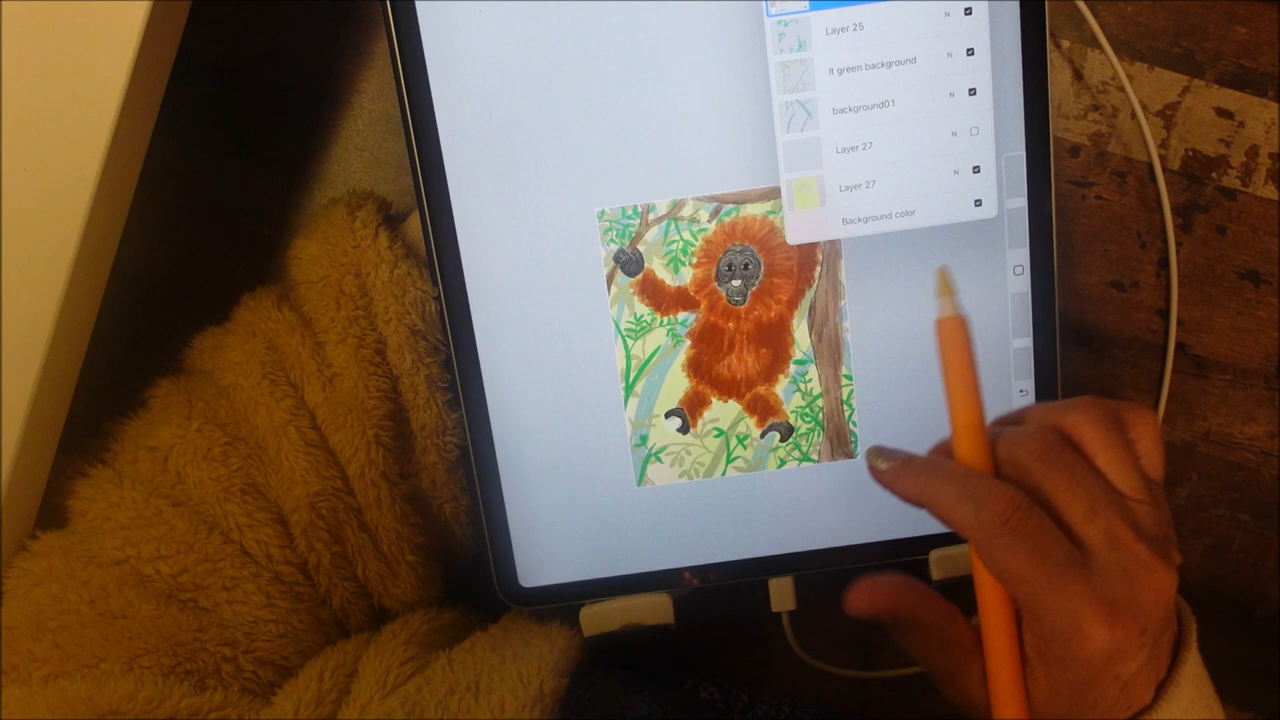 Layer 25 N
lt green background N
background01 N
Layer 27 N
Layer 27 N
Background color